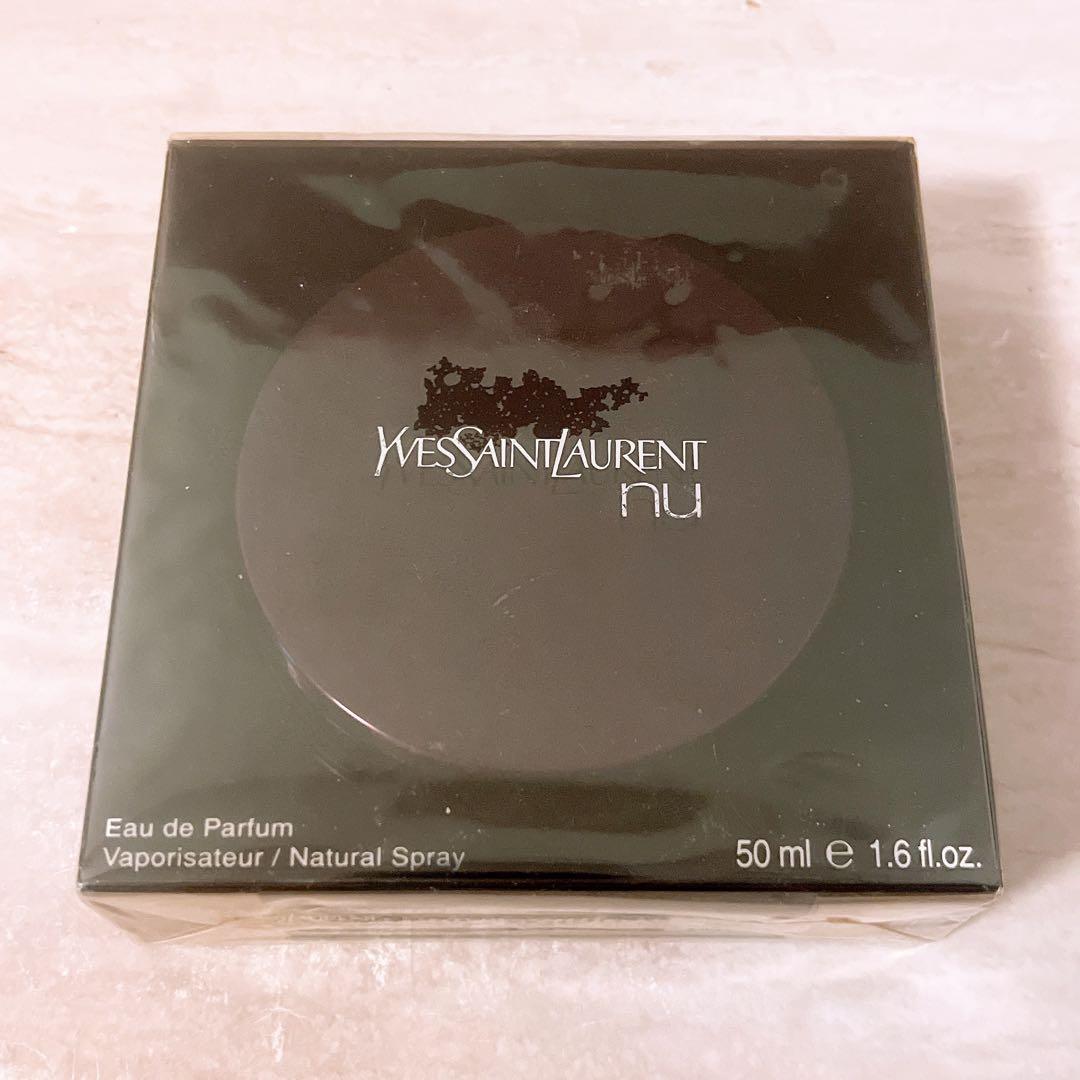 YVESSAINTLAURENT
nu
Eau de Parfum
Vaporisateur / Natural Spray
50 ml e 1.6 fl.oz.